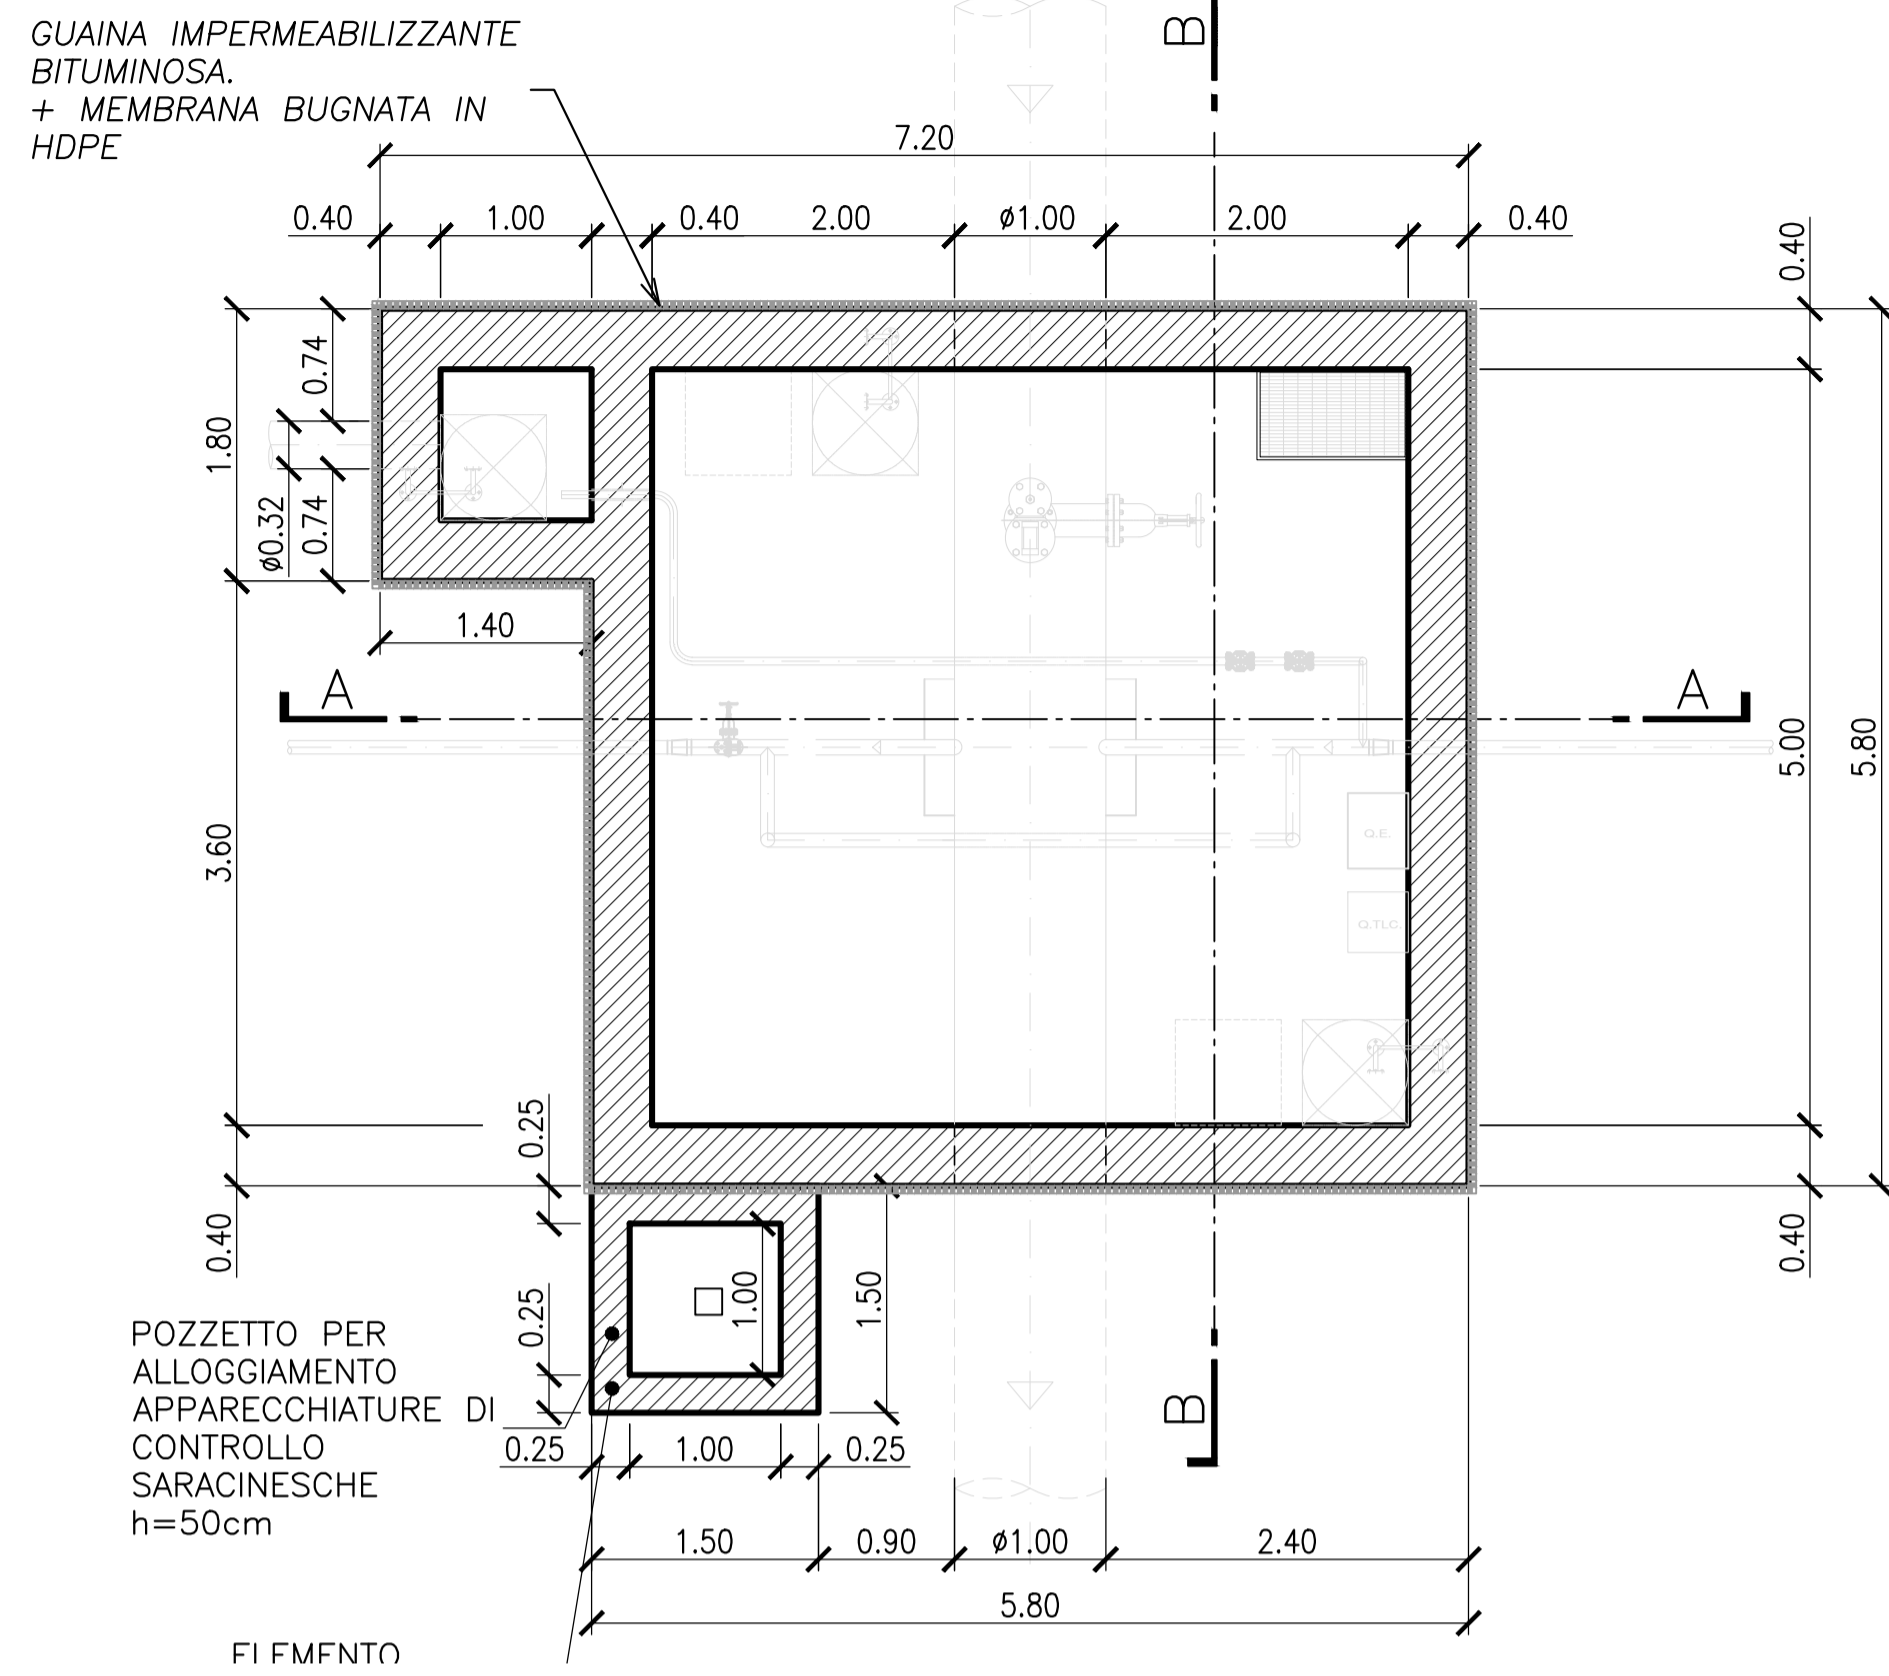 GUAINA IMPERMEABILIZZANTE
BITUMINOSA.
+ MEMBRANA BUGNATA IN
HDPE
B
7.20
0.40 1.00 0.40 2.00 ø1.00 2.00 0.40
0.40
0.74
1.80
ø0.32
0.74
1.40
A
A
5.00
5.80
3.60
Q.E.
Q.TLC.
0.25
0.40
0.40
0.25
1.00
1.50
POZZETTO PER
ALLOGGIAMENTO
APPARECCHIATURE DI
CONTROLLO
SARACINESCHE
h=50cm
B
0.25 1.00 0.25
1.50 0.90 ø1.00 2.40
5.80
ELEMENTO